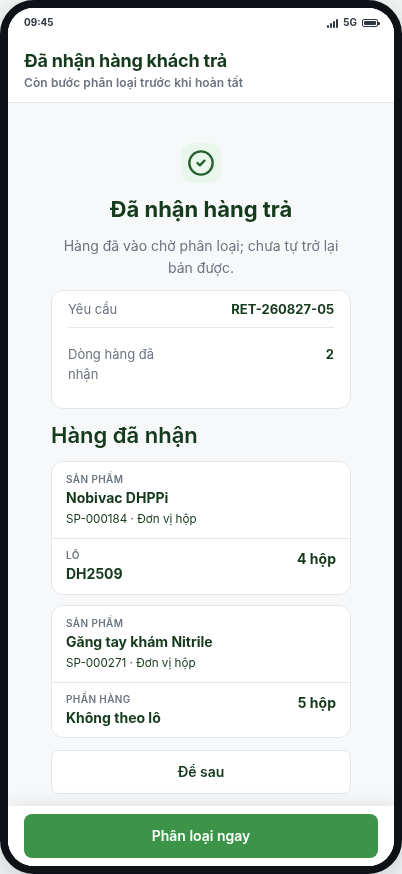 09:45
5G
Đã nhận hàng khách trả
Còn bước phân loại trước khi hoàn tất
Đã nhận hàng trả
Hàng đã vào chờ phân loại; chưa tự trở lại
bán được.
Yêu cầu RET-260827-05
Dòng hàng đã 2
nhận
Hàng đã nhận
SẢN PHẨM
Nobivac DHPPi
SP-000184 · Đơn vị hộp
LÔ
4 hộp
DH2509
SẢN PHẨM
Găng tay khám Nitrile
SP-000271 · Đơn vị hộp
PHẦN HÀNG
5 hộp
Không theo lô
Để sau
Phân loại ngay